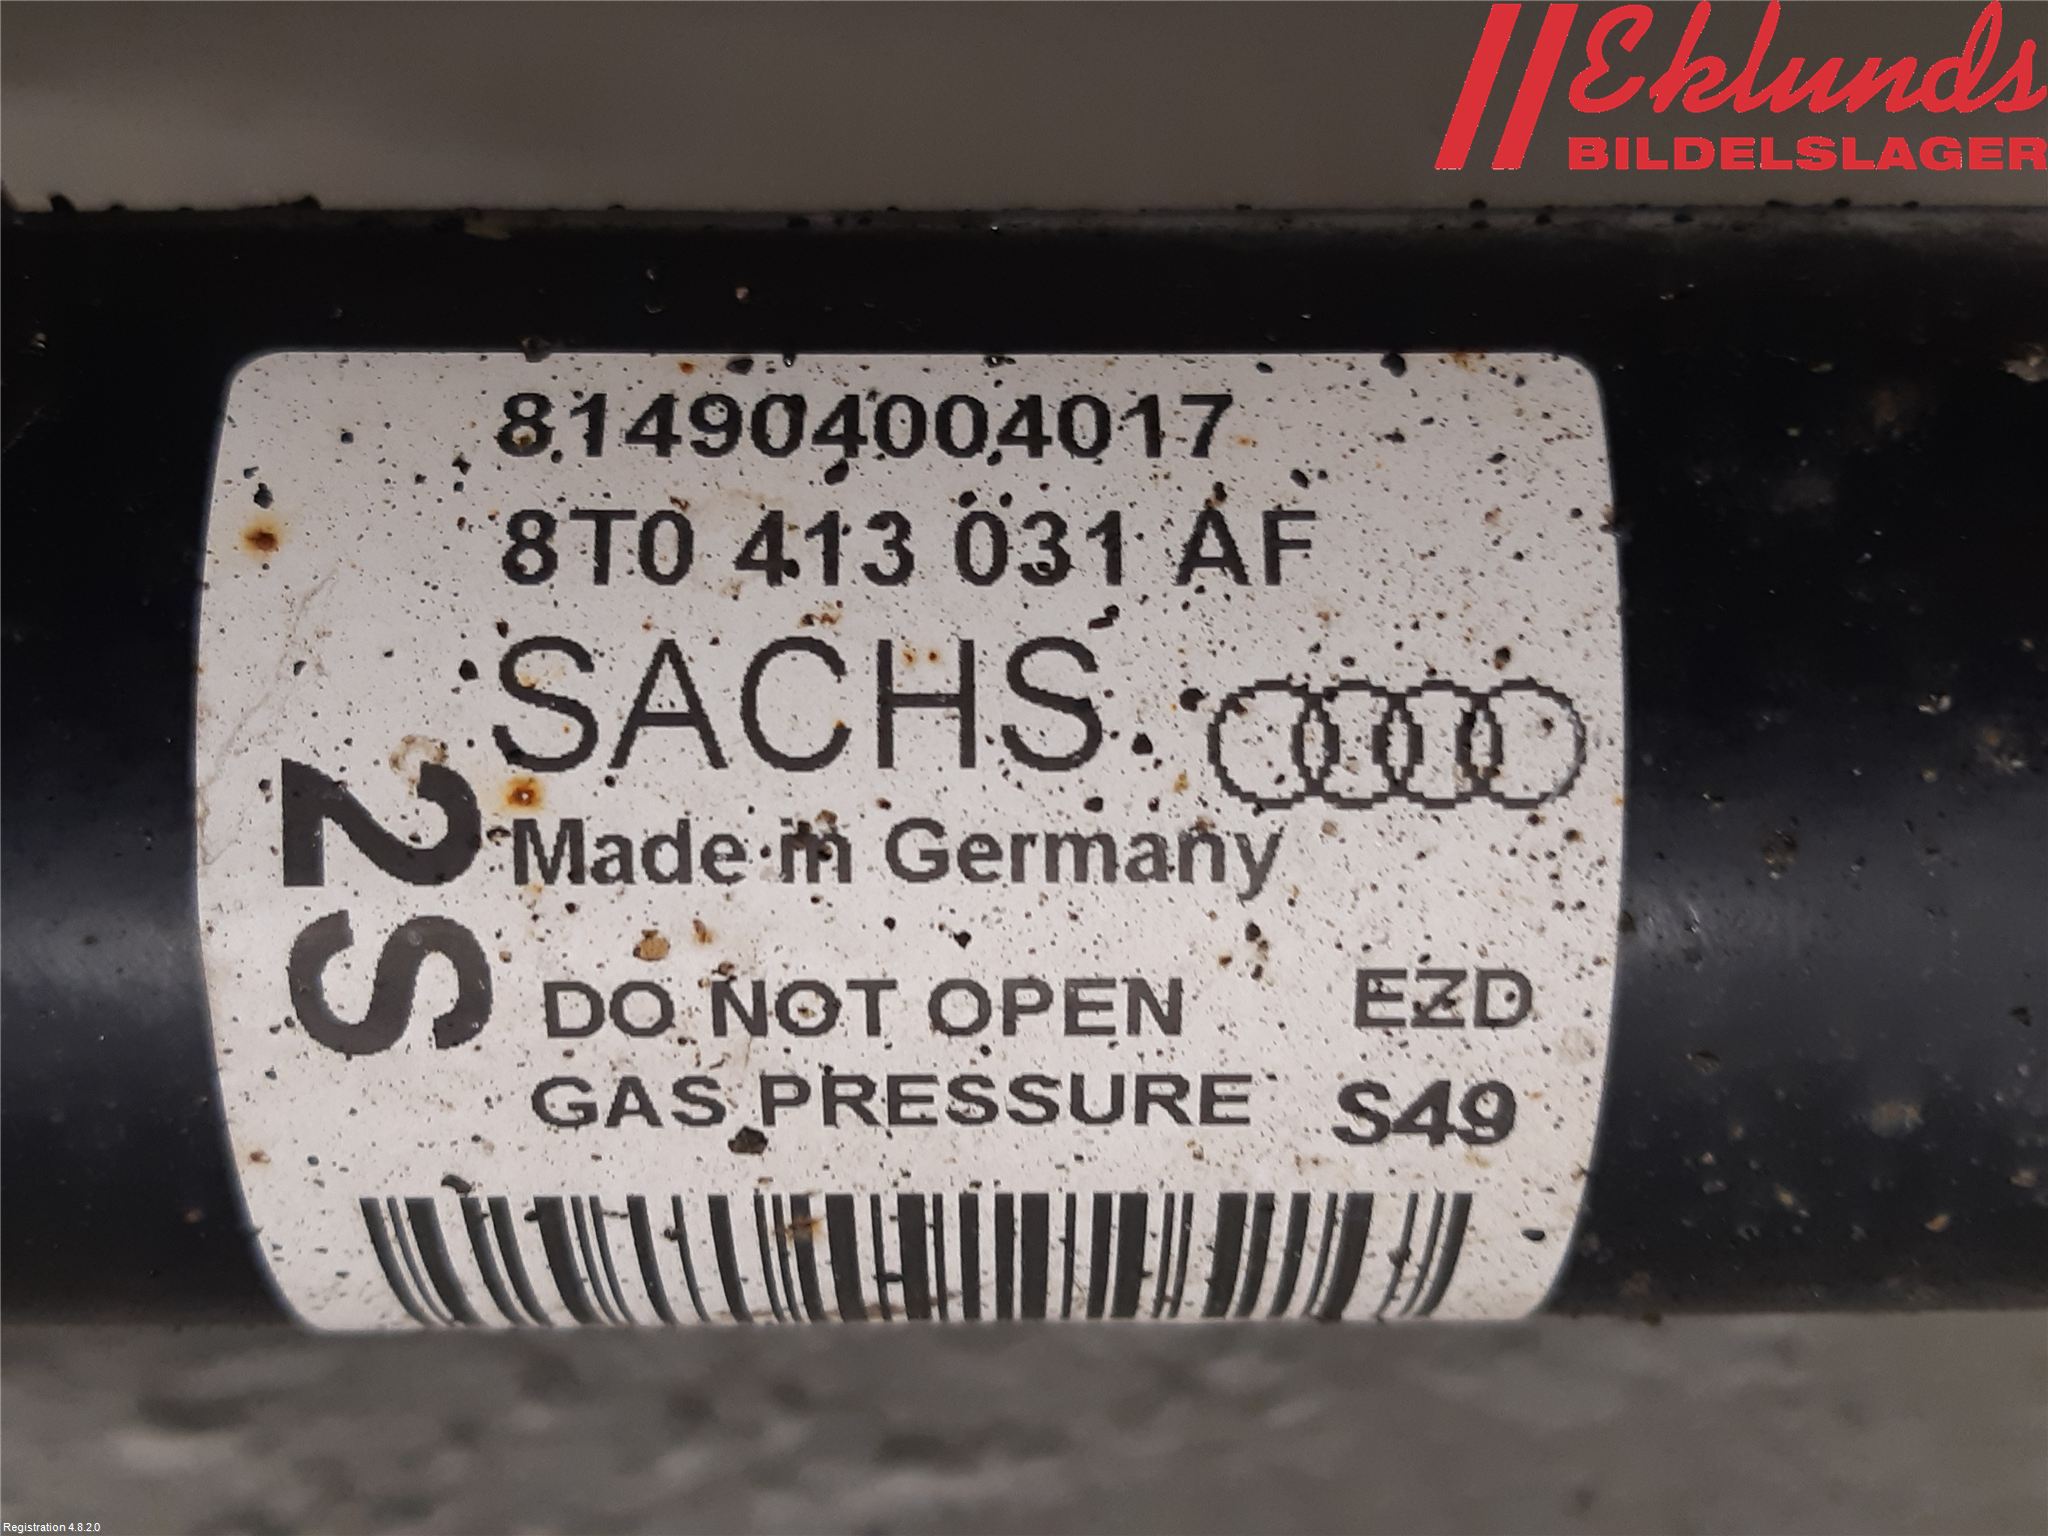 Eklunds
BILDELSLAGER
814904004017
8T0 413 031 AF
SACHS
Made in Germany
2S
DO NOT OPEN EZD
GAS PRESSURE S49
Registration 4.8.2.0